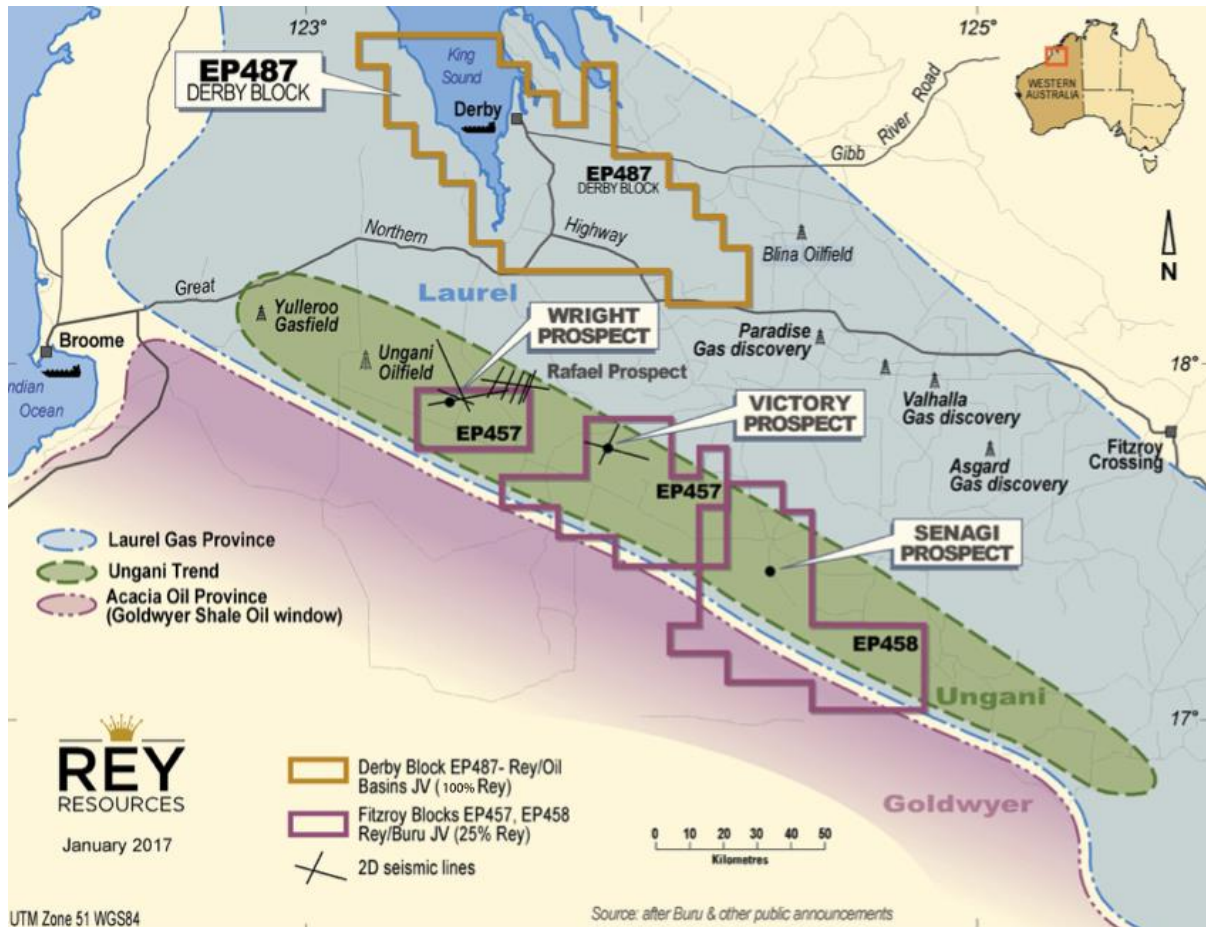 123°
125°
King
Sound
EP487
DERBY BLOCK
Derby
WESTERN
AUSTRALIA
Gibb River Road
EP487
DERBY BLOCK
Great Northern Highway
Blina Oilfield
N
Laurel
Yulleroo
Gasfield
WRIGHT
PROSPECT
Paradise
Gas discovery
Broome
Ungani
Oilfield
Rafael Prospect
18°
ndian
Ocean
Valhalla
Gas discovery
VICTORY
PROSPECT
EP457
Fitzroy
Crossing
Asgard
Gas discovery
EP457
SENAGI
PROSPECT
Laurel Gas Province
Ungani Trend
Acacia Oil Province
(Goldwyer Shale Oil window)
EP458
Ungani
17°
REY
RESOURCES
January 2017
Derby Block EP487- Rey/Oil
Basins JV (100% Rey)
Goldwyer
Fitzroy Blocks EP457, EP458
Rey/Buru JV (25% Rey)
0 10 20 30 40 50
Kilometres
2D seismic lines
UTM Zone 51 WGS84
Source: after Buru & other public announcements